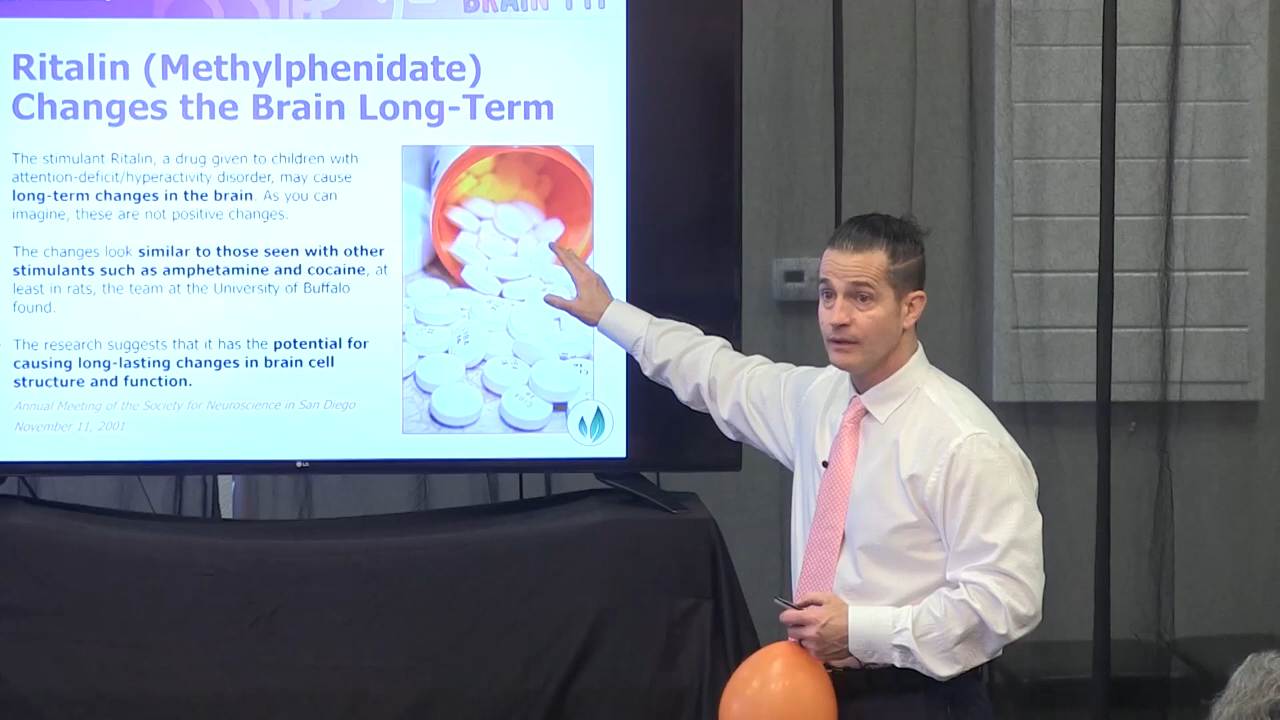 BRAIN FIT
Ritalin (Methylphenidate)
Changes the Brain Long-Term
The stimulant Ritalin, a drug given to children with
attention-deficit/hyperactivity disorder, may cause
long-term changes in the brain. As you can
imagine, these are not positive changes.
The changes look similar to those seen with other
stimulants such as amphetamine and cocaine, at
least in rats, the team at the University of Buffalo
found.
The research suggests that it has the potential for
causing long-lasting changes in brain cell
structure and function.
Annual Meeting of the Society for Neuroscience in San Diego
November 11, 2001
LG